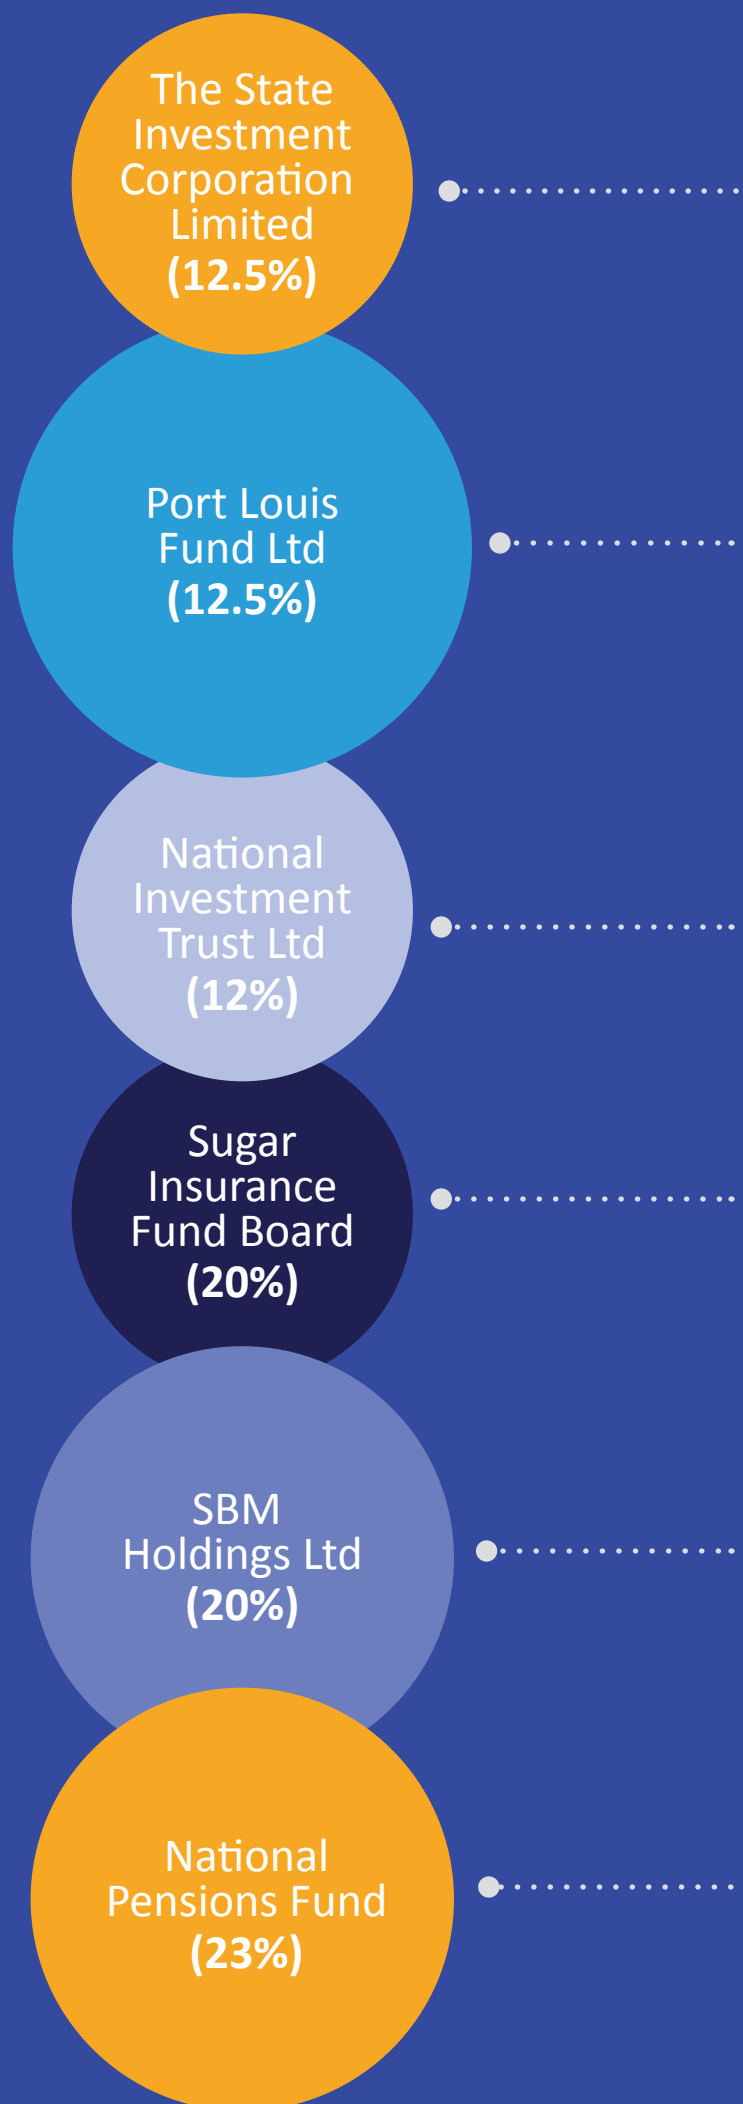 The State
Investment
Corporation
Limited
(12.5%)
Port Louis
Fund Ltd
(12.5%)
National
Investment
Trust Ltd
(12%)
Sugar
Insurance
Fund Board
(20%)
SBM
Holdings Ltd
(20%)
National
Pensions Fund
(23%)